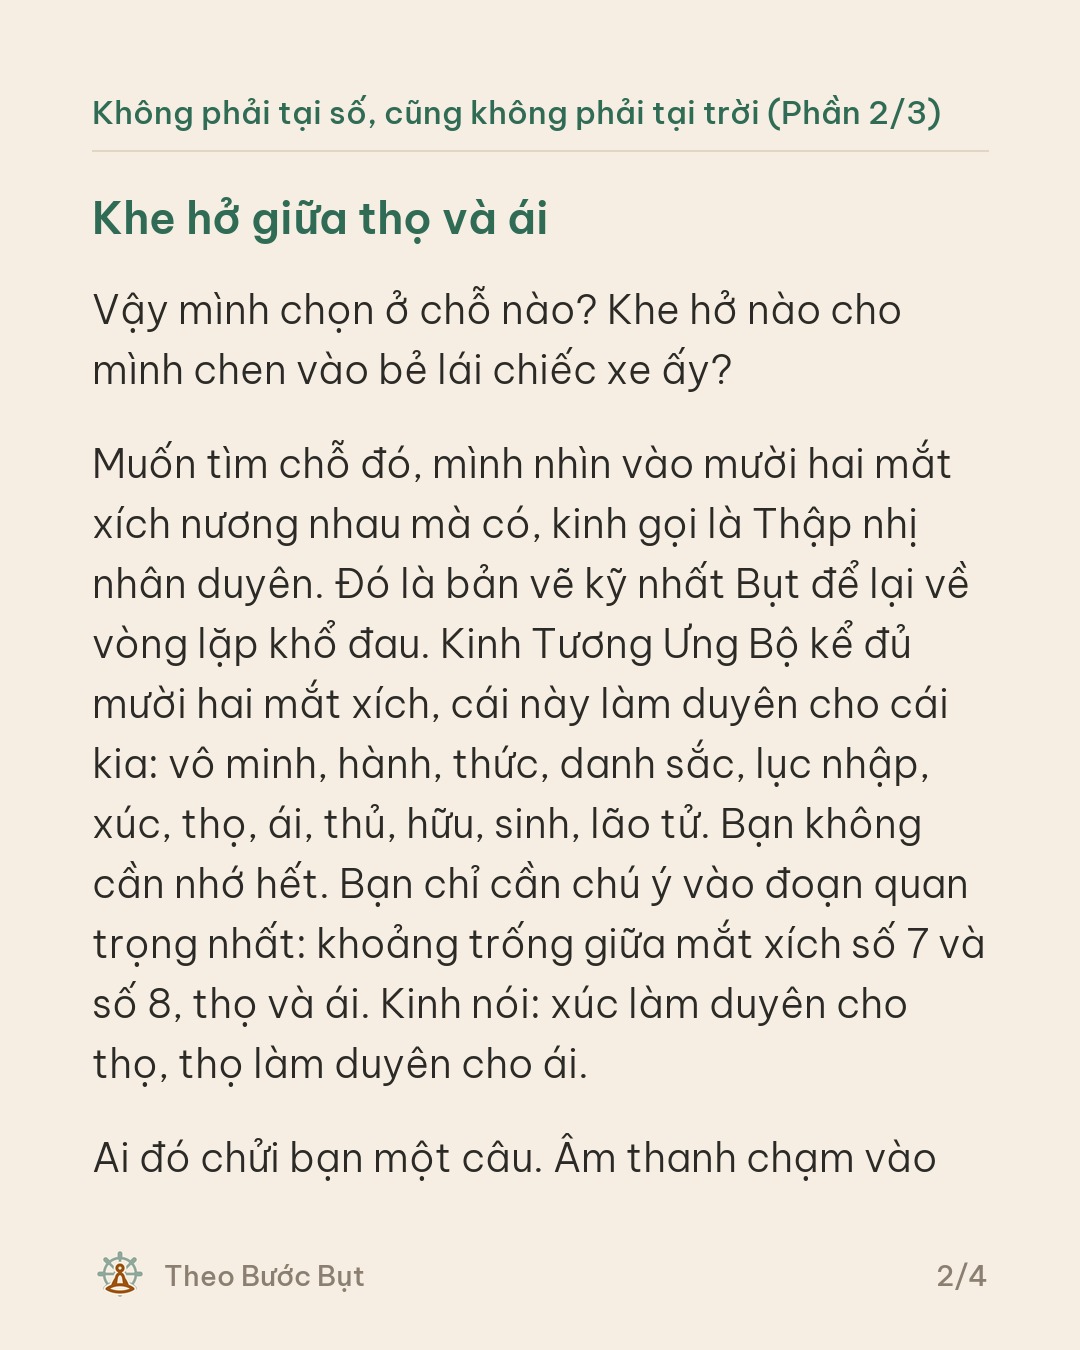 Không phải tại số, cũng không phải tại trời (Phần 2/3)
Khe hở giữa thọ và ái
Vậy mình chọn ở chỗ nào? Khe hở nào cho
mình chen vào bẻ lái chiếc xe ấy?
Muốn tìm chỗ đó, mình nhìn vào mười hai mắt
xích nương nhau mà có, kinh gọi là Thập nhị
nhân duyên. Đó là bản vẽ kỹ nhất Bụt để lại về
vòng lặp khổ đau. Kinh Tương Ưng Bộ kể đủ
mười hai mắt xích, cái này làm duyên cho cái
kia: vô minh, hành, thức, danh sắc, lục nhập,
xúc, thọ, ái, thủ, hữu, sinh, lão tử. Bạn không
cần nhớ hết. Bạn chỉ cần chú ý vào đoạn quan
trọng nhất: khoảng trống giữa mắt xích số 7 và
số 8, thọ và ái. Kinh nói: xúc làm duyên cho
thọ, thọ làm duyên cho ái.
Ai đó chửi bạn một câu. Âm thanh chạm vào
Theo Bước Bụt
2/4